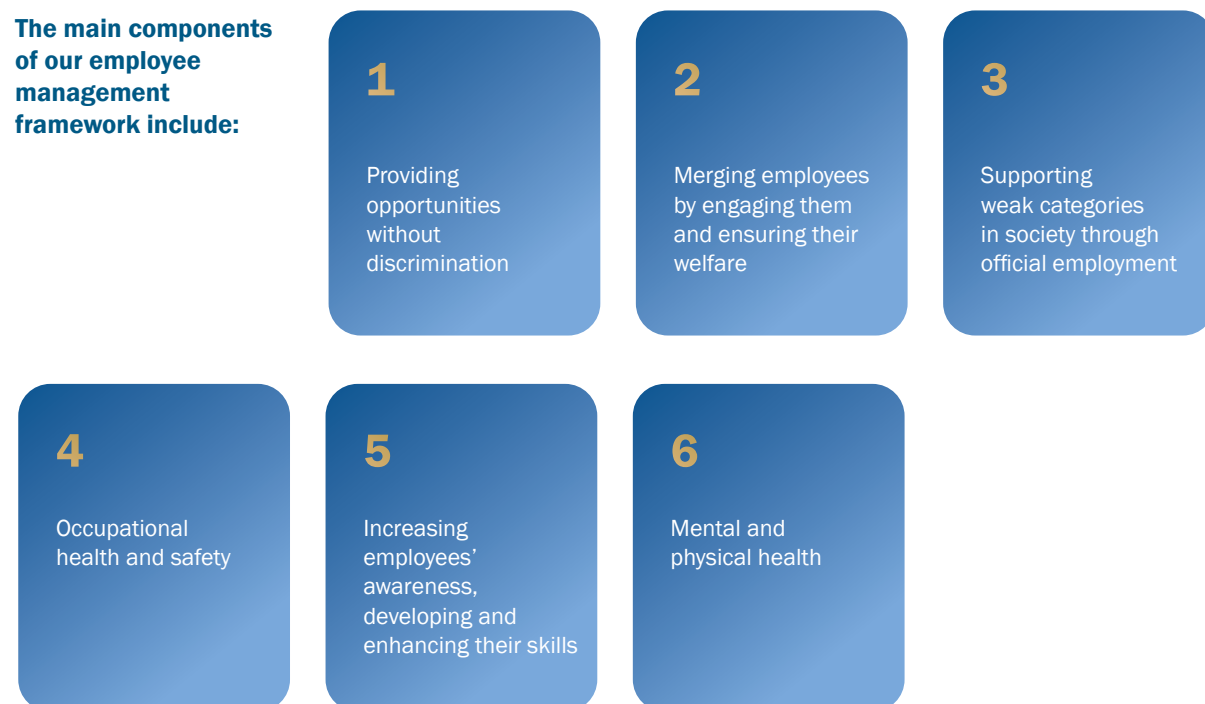 The main components
of our employee
management
framework include:
1
Providing
opportunities
without
discrimination
2
Merging employees
by engaging them
and ensuring their
welfare
3
Supporting
weak categories
in society through
official employment
4
Occupational
health and safety
5
Increasing
employees’
awareness,
developing and
enhancing their skills
6
Mental and
physical health